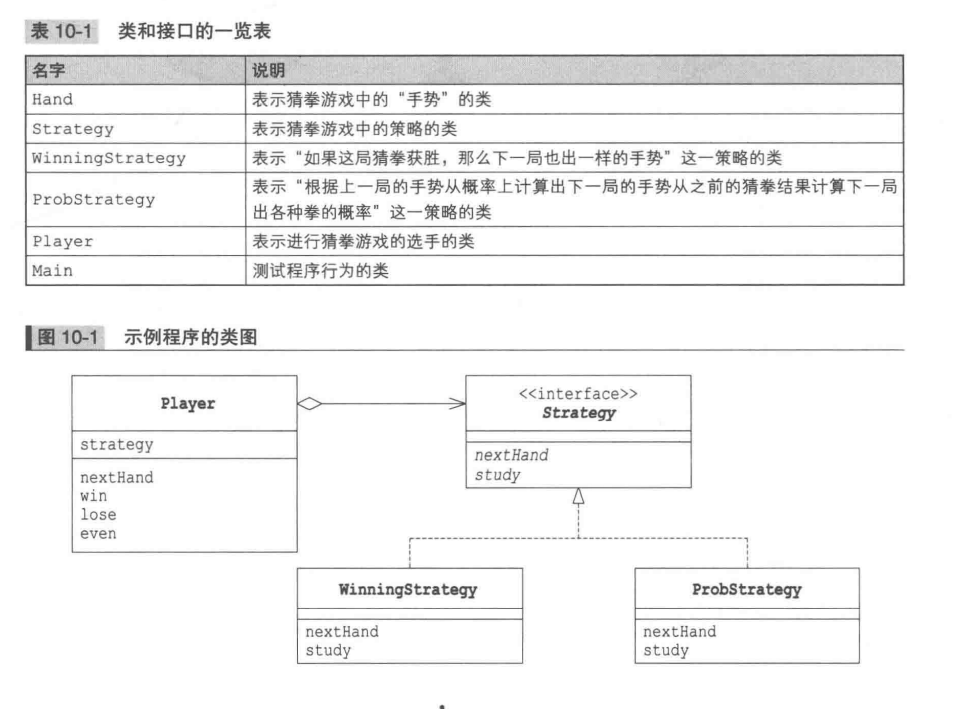 表 10-1 类和接口的一览表
名字 说明
Hand 表示猜拳游戏中的“手势”的类
Strategy 表示猜拳游戏中的策略的类
WinningStrategy 表示“如果这局猜拳获胜，那么下一局也出一样的手势”这一策略的类
ProbStrategy 表示“根据上一局的手势从概率上计算出下一局的手势从之前的猜拳结果计算下一局
出各种拳的概率”这一策略的类
Player 表示进行猜拳游戏的选手的类
Main 测试程序行为的类
图 10-1 示例程序的类图
Player
strategy
nextHand
win
lose
even
<<interface>>
Strategy
nextHand
study
WinningStrategy
nextHand
study
ProbStrategy
nextHand
study